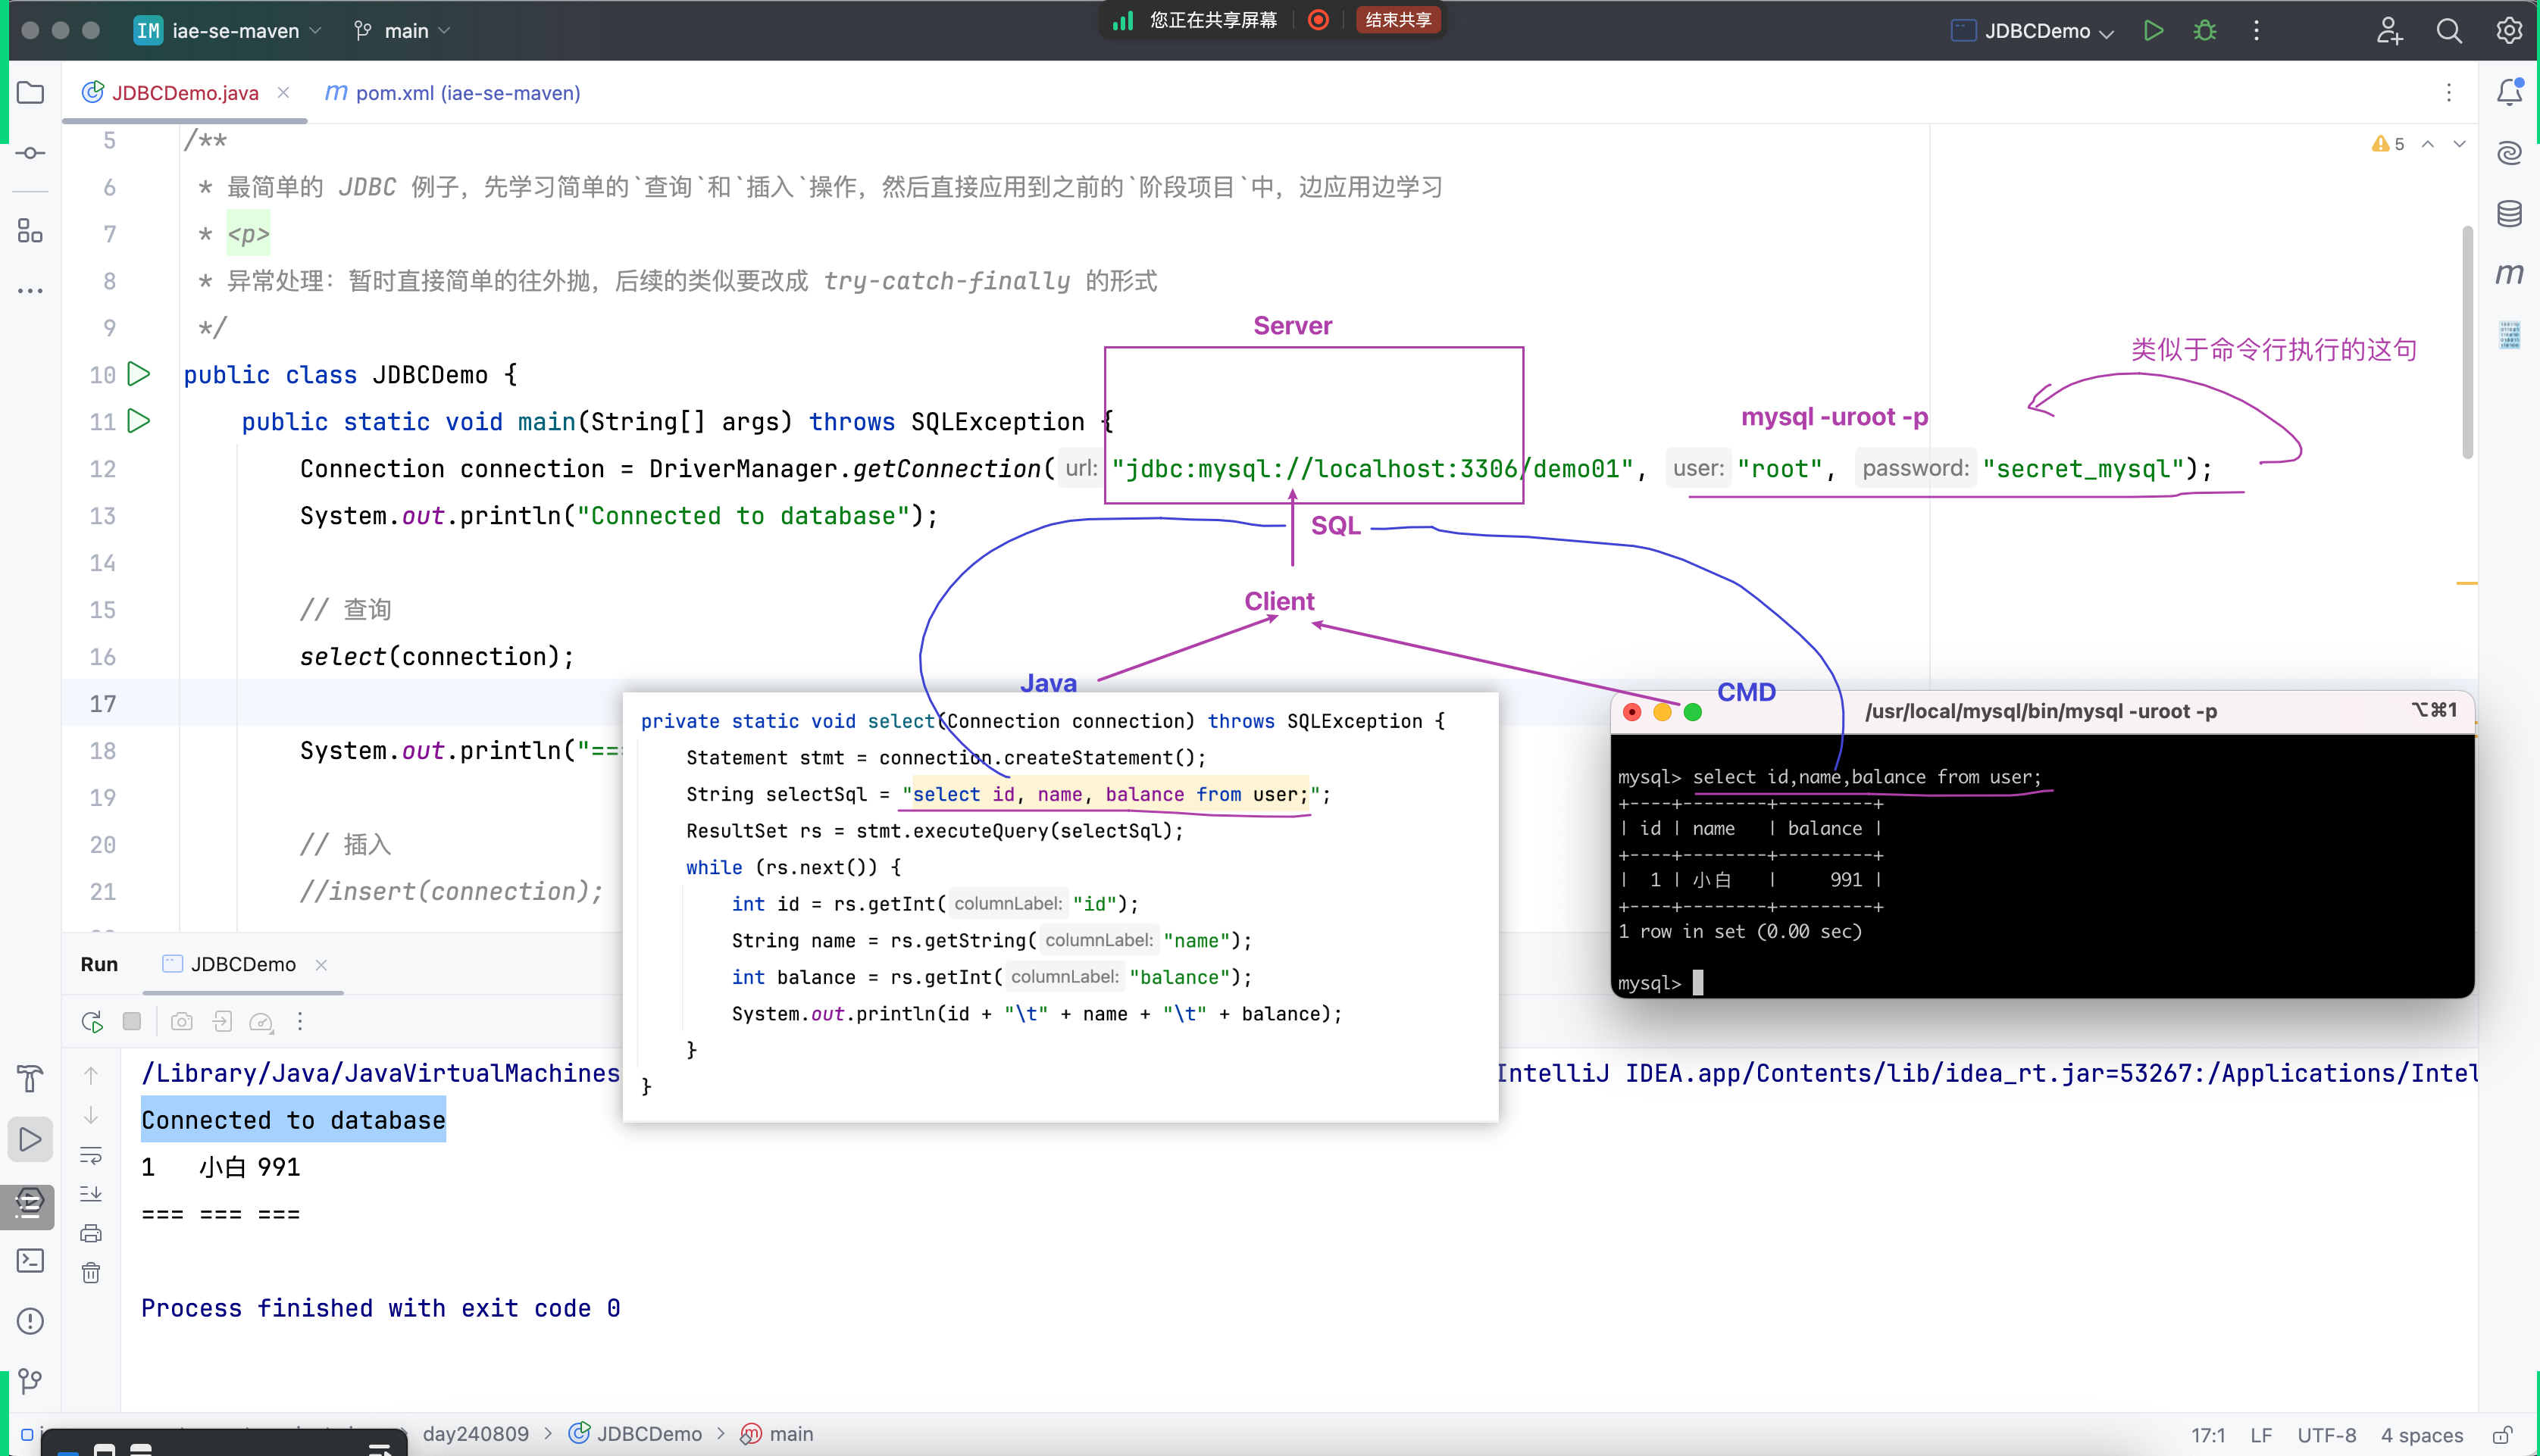 IM iae-se-maven main
您正在共享屏幕 结束共享
JDBCDemo
JDBCDemo.java
m pom.xml (iae-se-maven)
5 /**
5
6 * 最简单的 JDBC 例子，先学习简单的`查询`和`插入`操作，然后直接应用到之前的`阶段项目`中，边应用边学习
7 * <p>
8 * 异常处理：暂时直接简单的往外抛，后续的类似要改成 try-catch-finally 的形式
9 */
Server
类似于命令行执行的这句
10 public class JDBCDemo {
11 public static void main(String[] args) throws SQLException {
mysql -uroot -p
12 Connection connection = DriverManager.getConnection( url: "jdbc:mysql://localhost:3306/demo01", user: "root", password: "secret_mysql");
13 System.out.println("Connected to database");
SQL
14
15 // 查询
Client
16 select(connection);
17
18 System.out.println("===
19
20 // 插入
21 //insert(connection);
Java
private static void select(Connection connection) throws SQLException {
Statement stmt = connection.createStatement();
String selectSql = "select id, name, balance from user;";
ResultSet rs = stmt.executeQuery(selectSql);
while (rs.next()) {
int id = rs.getInt( columnLabel: "id");
String name = rs.getString( columnLabel: "name");
int balance = rs.getInt( columnLabel: "balance");
System.out.println(id + "\t" + name + "\t" + balance);
}
}
CMD
/usr/local/mysql/bin/mysql -uroot -p ⌥⌘1
mysql> select id,name,balance from user;
+----+--------+---------+
| id | name | balance |
+----+--------+---------+
| 1 | 小白 | 991 |
+----+--------+---------+
1 row in set (0.00 sec)
mysql>
Run JDBCDemo
/Library/Java/JavaVirtualMachines
IntelliJ IDEA.app/Contents/lib/idea_rt.jar=53267:/Applications/Intel
Connected to database
1 小白 991
=== === ===
Process finished with exit code 0
day240809 > JDBCDemo > main
17:1 LF UTF-8 4 spaces